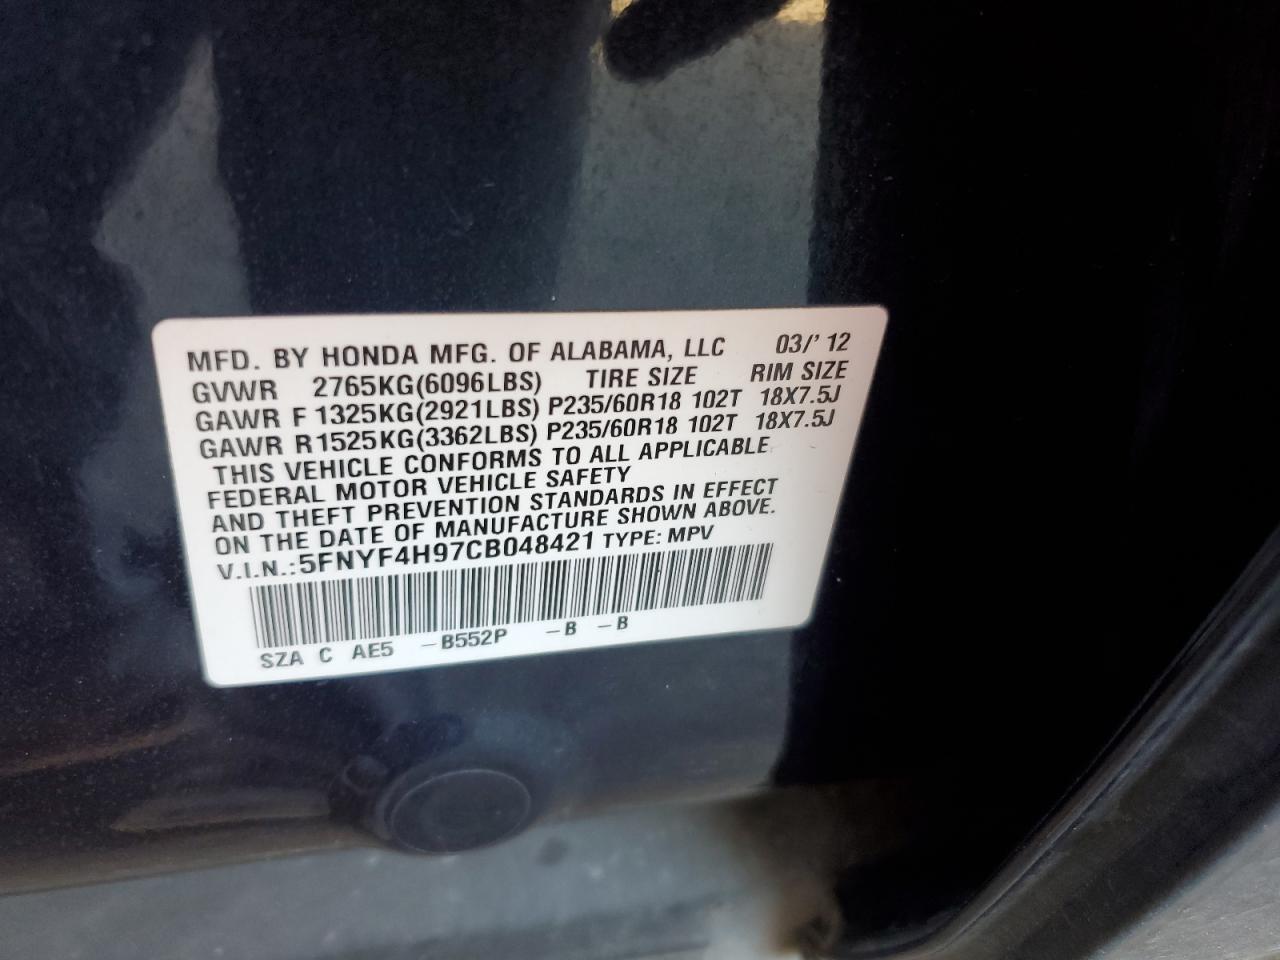 MFD. BY HONDA MFG. OF ALABAMA, LLC 03/' 12
GVWR 2765KG(6096LBS) TIRE SIZE RIM SIZE
GAWR F 1325KG(2921LBS) P235/60R18 102T 18X7.5J
GAWR R1525KG(3362LBS) P235/60R18 102T 18X7.5J
THIS VEHICLE CONFORMS TO ALL APPLICABLE
FEDERAL MOTOR VEHICLE SAFETY
AND THEFT PREVENTION STANDARDS IN EFFECT
ON THE DATE OF MANUFACTURE SHOWN ABOVE.
V.I.N.:5FNYF4H97CB048421 TYPE: MPV
SZA C AE5 -B552P -B -B